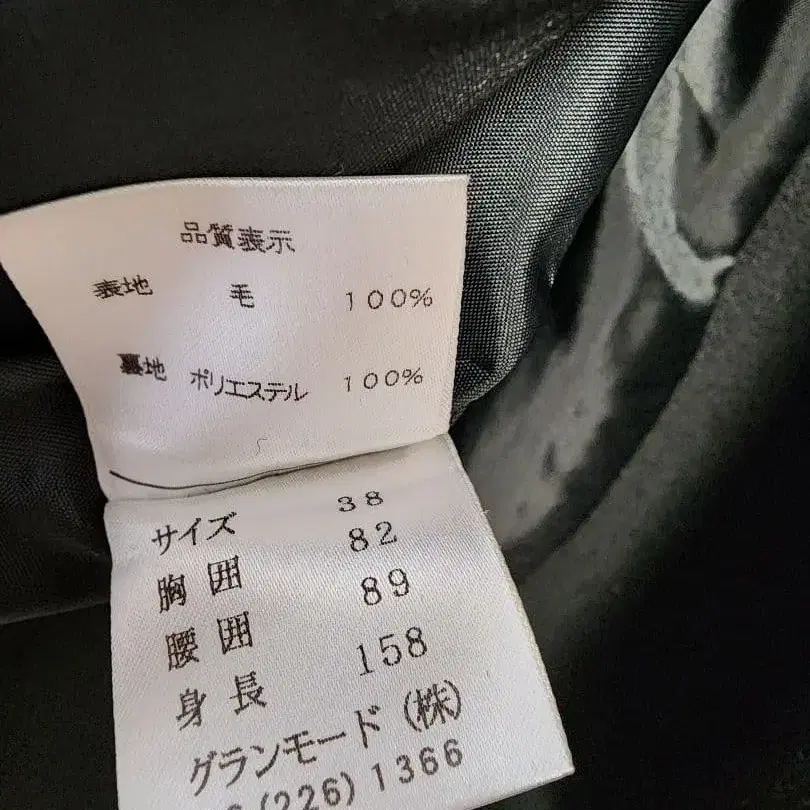 品質表示
表地 毛 100%
裏地 ポリエステル 100%
サイズ 38
胸囲 82
腰囲 89
身長 158
グランモード(株)
(226)1366